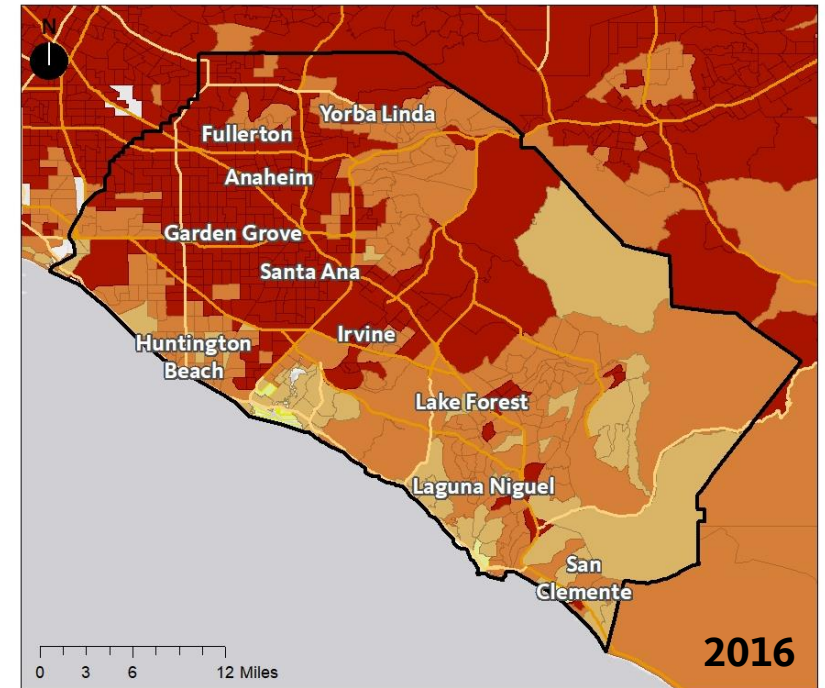 N
Yorba Linda
Fullerton
Anaheim
Garden Grove
Santa Ana
Irvine
Huntington
Beach
Lake Forest
Laguna Niguel
San
Clemente
2016
0 3 6 12 Miles